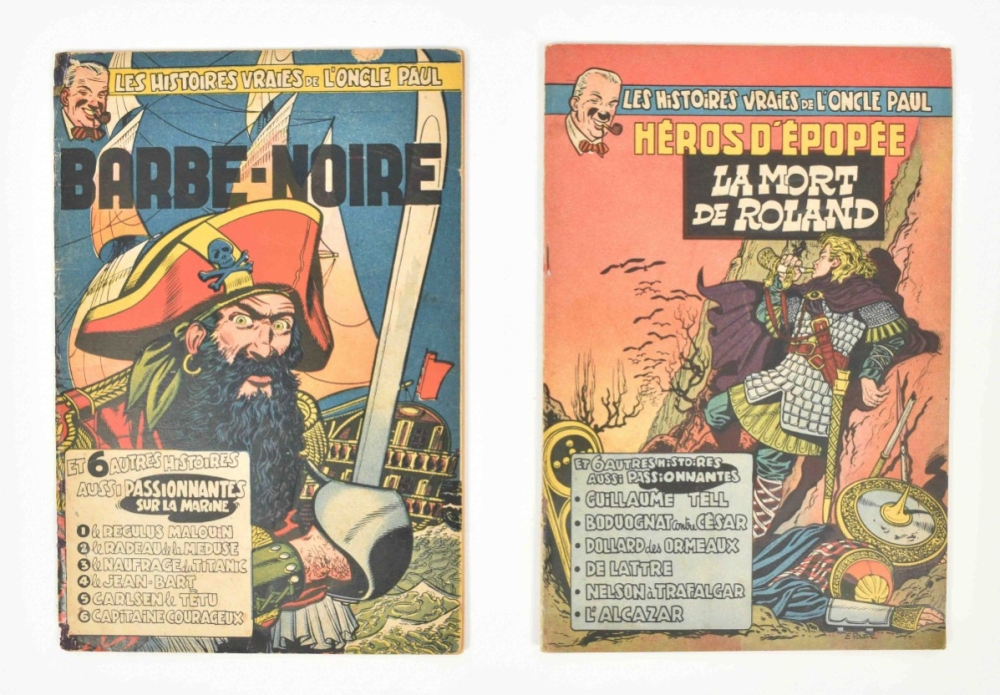 LES HISTOIRES VRAIES DE L'ONCLE PAUL
BARBE-NOIRE
ET 6 AUTRES HISTOIRES
AUSSI PASSIONNANTES
SUR LA MARINE
1 le REGULUS MALOUIN
2 le RADEAU de la MEDUSE
3 le NAUFRAGE du TITANIC
4 de JEAN-BART
5 CARLSEN le TÊTU
6 CAPITAINE COURAGEUX
LES HISTOIRES VRAIES DE L'ONCLE PAUL
HÉROS D'ÉPOPÉE
LA MORT
DE ROLAND
ET 6 AUTRES HISTOIRES
AUSSI PASSIONNANTES
• GUILLAUME TELL
• BODUOGNAT contre CÉSAR
• DOLLARD des ORMEAUX
• DE LATTRE
• NELSON à TRAFALGAR
• L'ALCAZAR